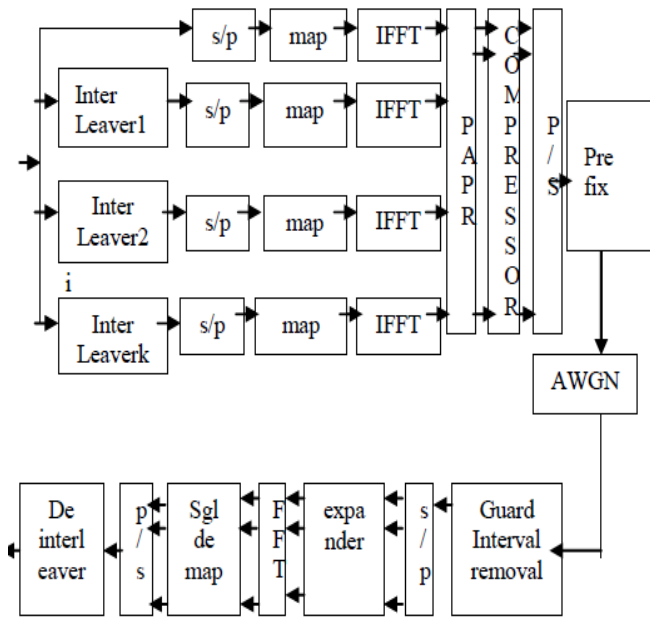 s/p
map
IFFT
Inter
Leaver1
s/p
map
IFFT
Inter
Leaver2
s/p
map
IFFT
i
Inter
Leaverk
s/p
map
IFFT
P
A
P
R
C
O
M
P
R
E
S
S
O
R
P
/
S
Pre
fix
AWGN
De
interl
eaver
p
/
s
Sgl
de
map
F
F
T
expa
nder
s
/
p
Guard
Interval
removal